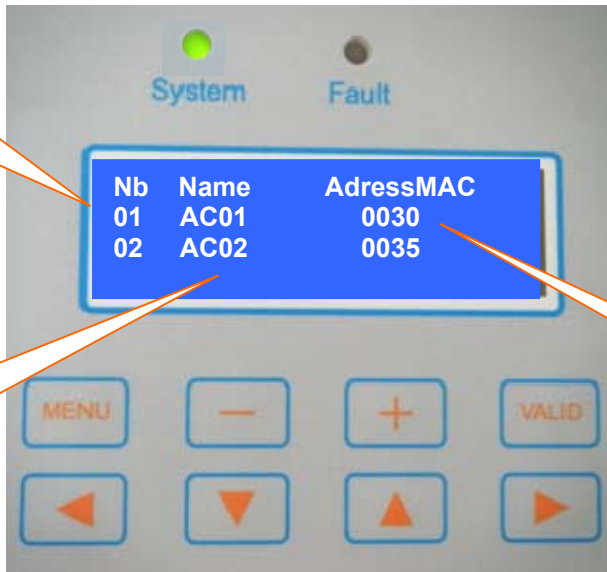 System Fault
Nb Name AdressMAC
01 AC01 0030
02 AC02 0035
MENU − + VALID